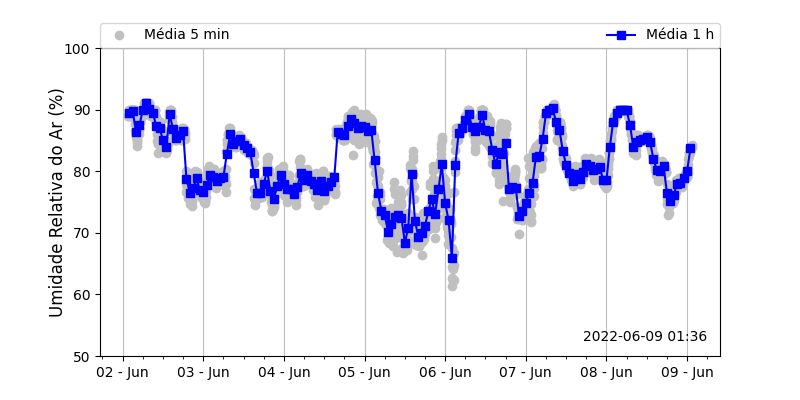 Média 5 min
Média 1 h
Umidade Relativa do Ar (%)
100
90
80
70
60
50
2022-06-09 01:36
02 - Jun
03 - Jun
04 - Jun
05 - Jun
06 - Jun
07 - Jun
08 - Jun
09 - Jun